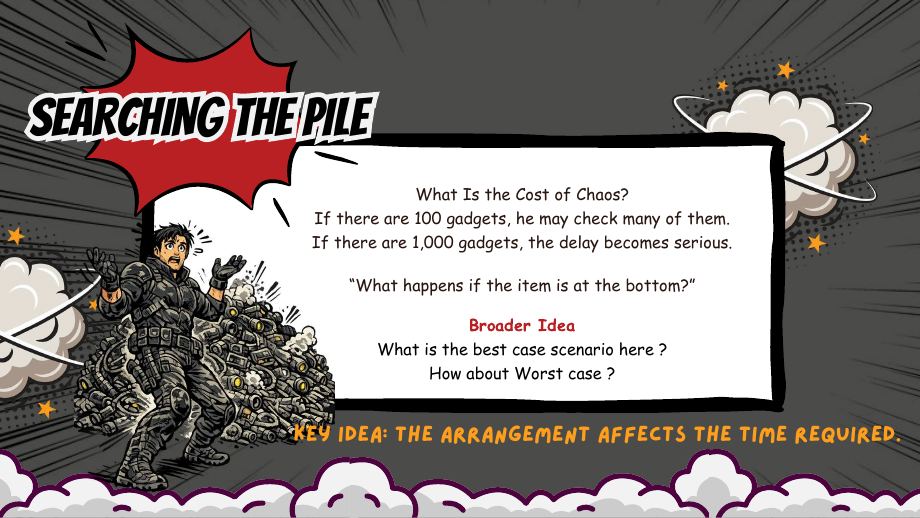 SEARCHING THE PILE
What Is the Cost of Chaos?
If there are 100 gadgets, he may check many of them.
If there are 1,000 gadgets, the delay becomes serious.
“What happens if the item is at the bottom?”
Broader Idea
What is the best case scenario here ?
How about Worst case ?
KEY IDEA: THE ARRANGEMENT AFFECTS THE TIME REQUIRED.